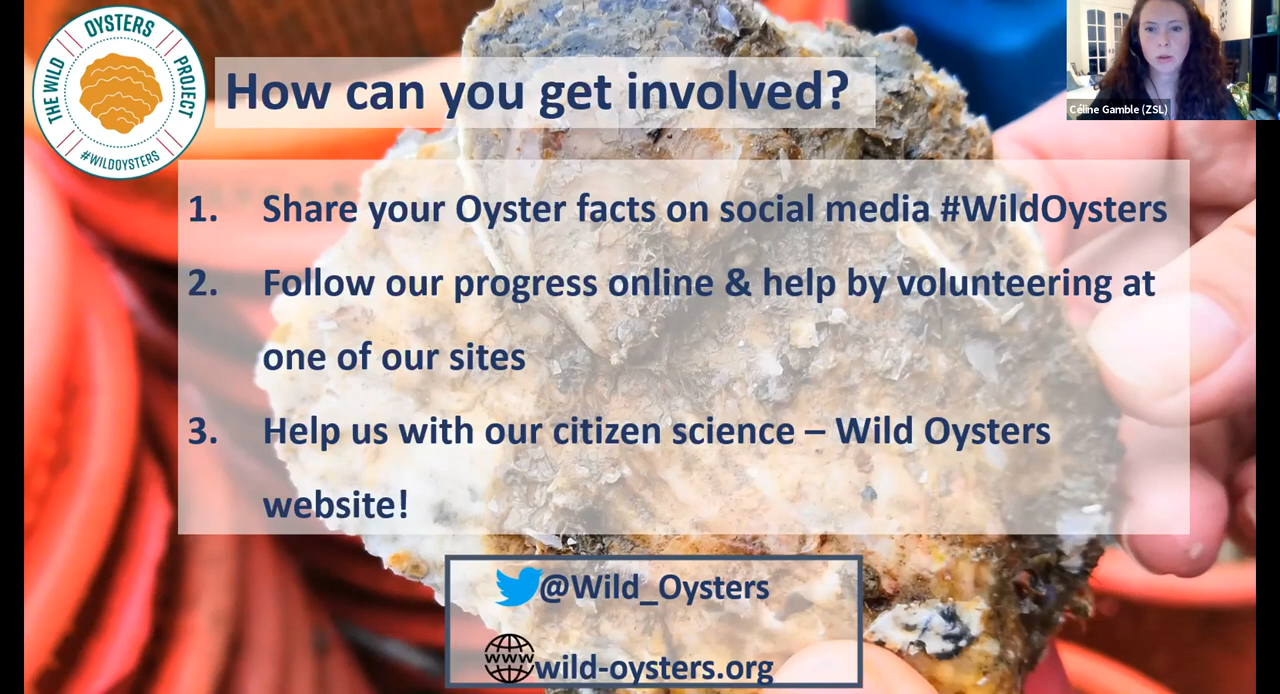 THE WILD OYSTERS PROJECT
#WILDOYSTERS
How can you get involved?
Céline Gamble (ZSL)
1. Share your Oyster facts on social media #WildOysters
2. Follow our progress online & help by volunteering at
one of our sites
3. Help us with our citizen science – Wild Oysters
website!
@Wild_Oysters
www
wild-oysters.org